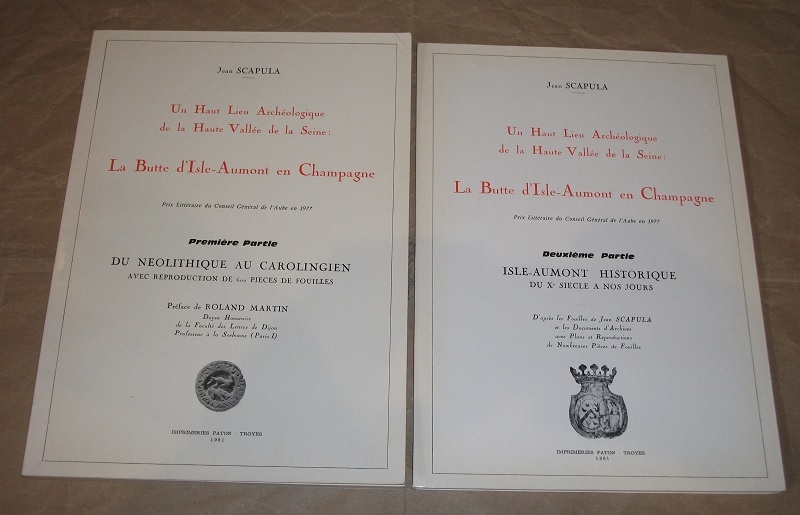 Jean SCAPULA
Un Haut Lieu Archéologique
de la Haute Vallée de la Seine :
La Butte d'Isle-Aumont en Champagne
Prix Littéraire du Conseil Général de l'Aube en 1977
Première Partie
DU NEOLITHIQUE AU CAROLINGIEN
AVEC REPRODUCTION DE 600 PIECES DE FOUILLES
Préface de ROLAND MARTIN
Doyen Honoraire
de la Faculté des Lettres de Dijon
Professeur à la Sorbonne (Paris I)
IMPRIMERIES PATON - TROYES
1981
Jean SCAPULA
Un Haut Lieu Archéologique
de la Haute Vallée de la Seine :
La Butte d'Isle-Aumont en Champagne
Prix Littéraire du Conseil Général de l'Aube en 1977
Deuxième Partie
ISLE-AUMONT HISTORIQUE
DU Xe SIECLE A NOS JOURS
D'après les Fouilles de Jean SCAPULA
et les Documents d'Archives
avec Plans et Reproductions
de Nombreuses Pièces de Fouilles
IMPRIMERIES PATON - TROYES
1981